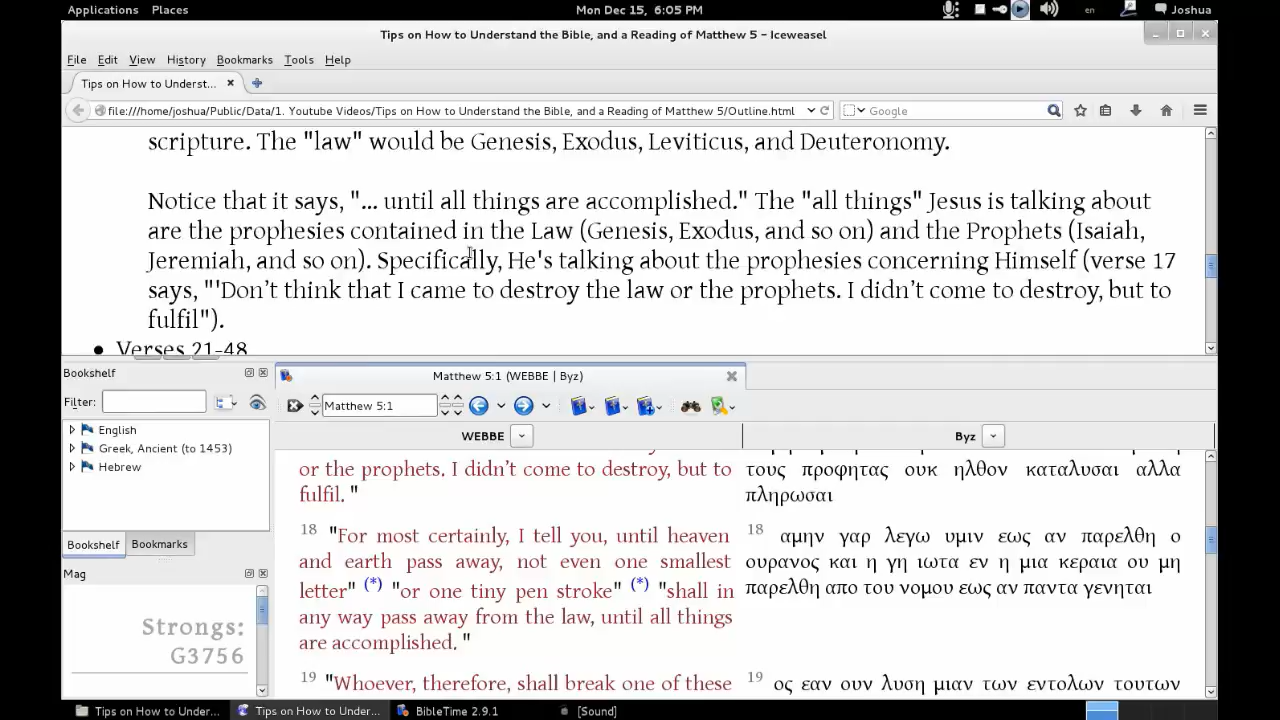 Applications Places Mon Dec 15, 6:05 PM en Joshua
Tips on How to Understand the Bible, and a Reading of Matthew 5 - Iceweasel
File Edit View History Bookmarks Tools Help
Tips on How to Underst...
file:///home/joshua/Public/Data/1. Youtube Videos/Tips on How to Understand the Bible, and a Reading of Matthew 5/Outline.html Google
scripture. The "law" would be Genesis, Exodus, Leviticus, and Deuteronomy.
Notice that it says, "... until all things are accomplished." The "all things" Jesus is talking about
are the prophesies contained in the Law (Genesis, Exodus, and so on) and the Prophets (Isaiah,
Jeremiah, and so on). Specifically, He's talking about the prophesies concerning Himself (verse 17
says, "'Don’t think that I came to destroy the law or the prophets. I didn’t come to destroy, but to
fulfil").
• Verses 21-48
Bookshelf
Matthew 5:1 (WEBBE | Byz)
Filter:
Matthew 5:1
English
Greek, Ancient (to 1453)
Hebrew
Bookshelf Bookmarks
Mag
Strongs:
G3756
WEBBE
or the prophets. I didn’t come to destroy, but to
fulfil. "
18 "For most certainly, I tell you, until heaven
and earth pass away, not even one smallest
letter" (*) "or one tiny pen stroke" (*) "shall in
any way pass away from the law, until all things
are accomplished. "
19 "Whoever, therefore, shall break one of these
Byz
τους προφητας ουκ ηλθον καταλυσαι αλλα
πληρωσαι
18 αμην γαρ λεγω υμιν εως αν παρελθη ο
ουρανος και η γη ιωτα εν η μια κεραια ου μη
παρελθη απο του νομου εως αν παντα γενηται
19 ος εαν ουν λυση μιαν των εντολων τουτων
Tips on How to Under... Tips on How to Under... BibleTime 2.9.1 [Sound]